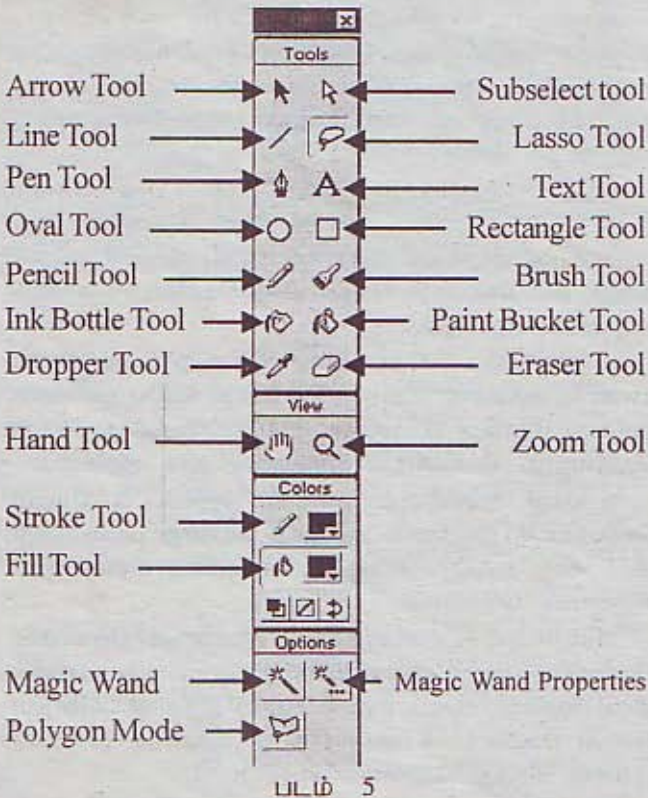 Tools
Arrow Tool Subselect tool
Line Tool Lasso Tool
Pen Tool A Text Tool
Oval Tool Rectangle Tool
Pencil Tool Brush Tool
Ink Bottle Tool Paint Bucket Tool
Dropper Tool Eraser Tool
View
Hand Tool Zoom Tool
Colors
Stroke Tool
Fill Tool
Options
Magic Wand Magic Wand Properties
Polygon Mode
படம் 5